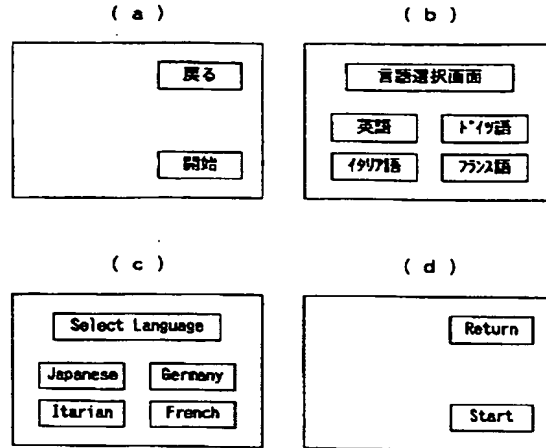 ( a )
戻る
開始
( b )
言語選択画面
英語 ドイツ語
イタリア語 フランス語
( c )
Select Language
Japanese Germany
Itarian French
( d )
Return
Start